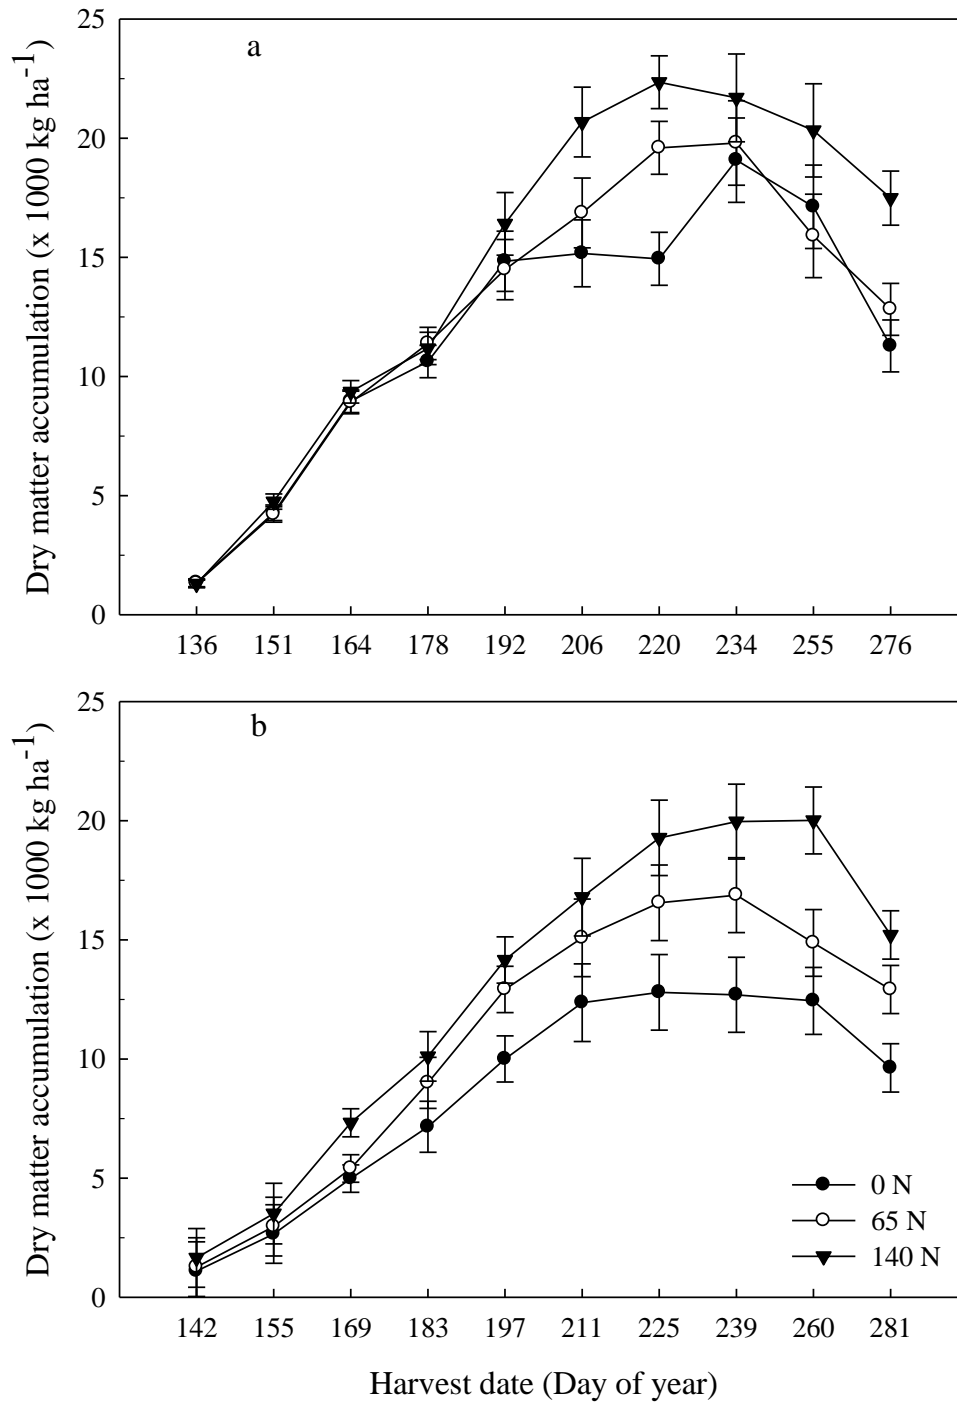 a
Dry matter accumulation (x 1000 kg ha-1)
25
20
15
10
5
0
136 151 164 178 192 206 220 234 255 276
b
Dry matter accumulation (x 1000 kg ha-1)
25
20
15
10
5
0
0 N
65 N
140 N
142 155 169 183 197 211 225 239 260 281
Harvest date (Day of year)